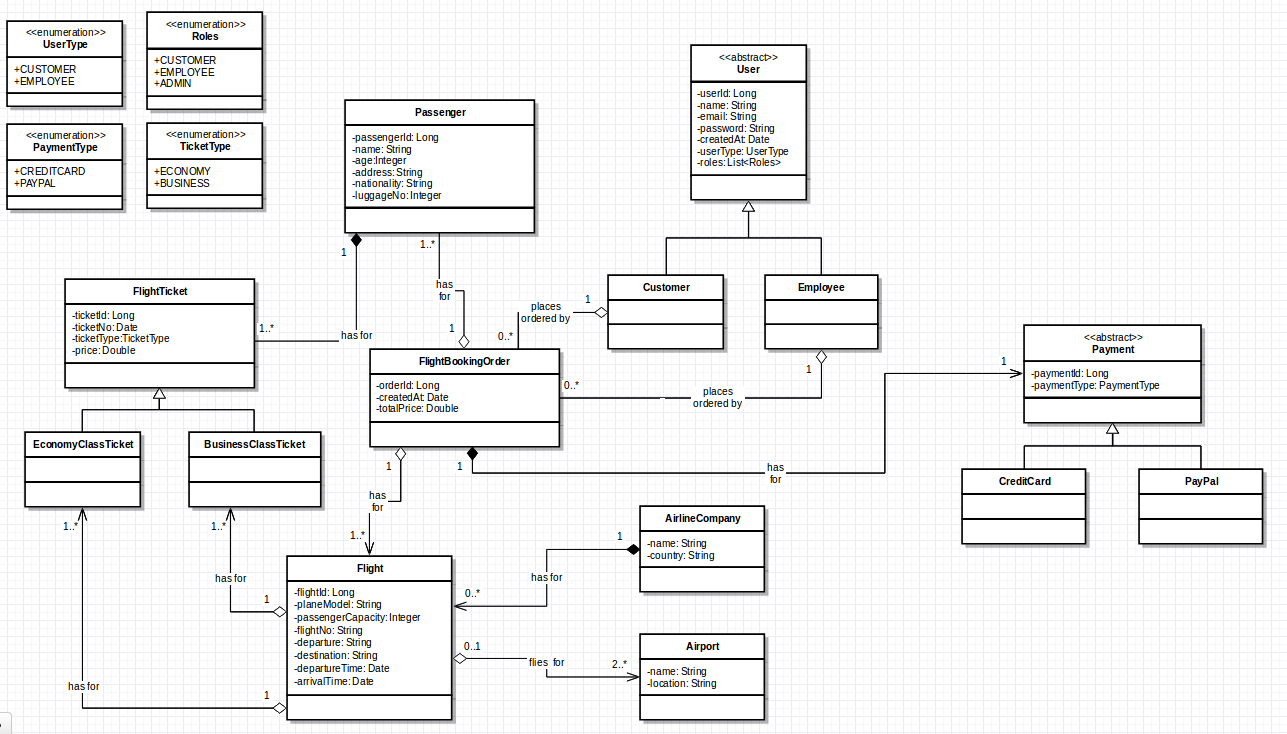 <<enumeration>>
UserType
+CUSTOMER
+EMPLOYEE
<<enumeration>>
Roles
+CUSTOMER
+EMPLOYEE
+ADMIN
<<enumeration>>
PaymentType
+CREDITCARD
+PAYPAL
<<enumeration>>
TicketType
+ECONOMY
+BUSINESS
Passenger
-passengerId: Long
-name: String
-age:Integer
-address: String
-nationality: String
-luggageNo: Integer
<<abstract>>
User
-userId: Long
-name: String
-email: String
-password: String
-createdAt: Date
-userType: UserType
-roles: List<Roles>
1
1..*
has
for
1
has for
FlightTicket
-ticketId: Long
-ticketNo: Date
-ticketType:TicketType
-price: Double
1..*
Customer
Employee
places
ordered by
1
0..*
FlightBookingOrder
-orderId: Long
-createdAt: Date
-totalPrice: Double
0..*
places
ordered by
1
<<abstract>>
Payment
-paymentId: Long
-paymentType: PaymentType
1
EconomyClassTicket
BusinessClassTicket
1
1
has
for
has
for
CreditCard
PayPal
1..*
1..*
1..*
has for
1
has for
1
Flight
-flightId: Long
-planeModel: String
-passengerCapacity: Integer
-flightNo: String
-departure: String
-destination: String
-departureTime: Date
-arrivalTime: Date
AirlineCompany
-name: String
-country: String
1
has for
0..*
0..1
flies for
2..*
Airport
-name: String
-location: String